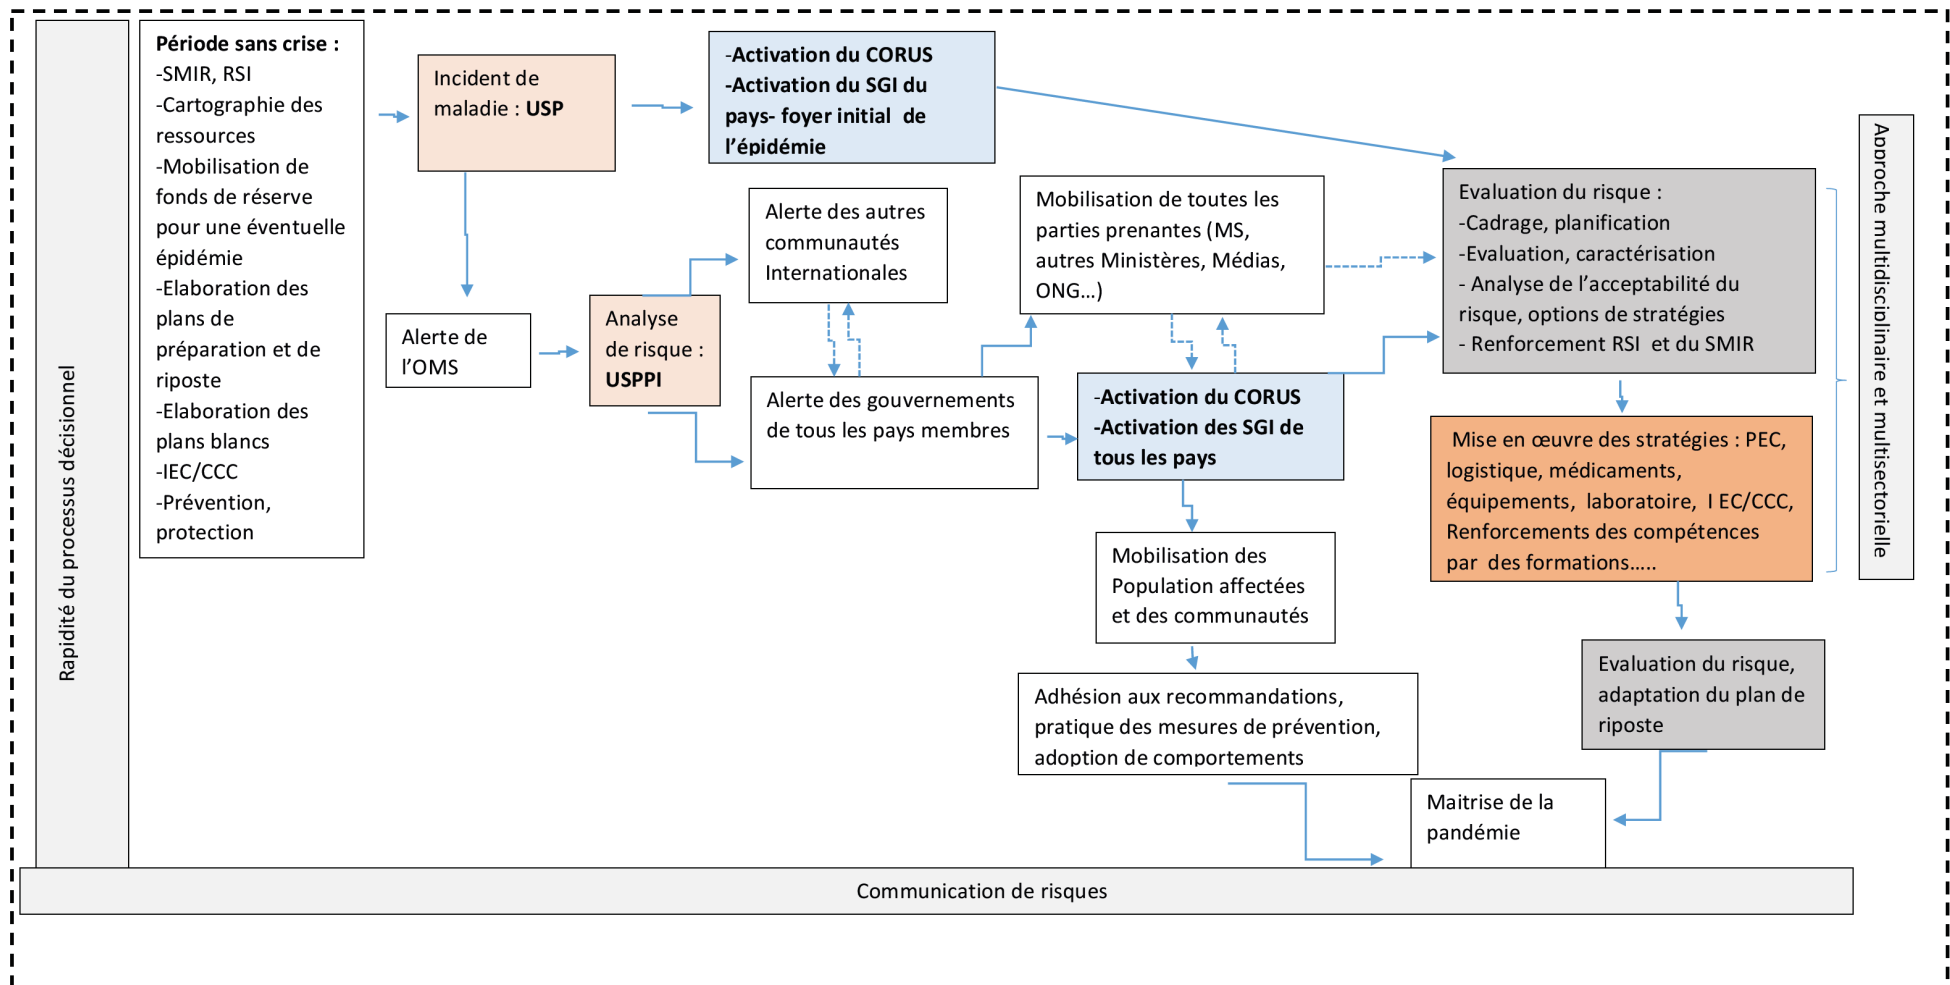 Rapidité du processus décisionnel
Période sans crise :
-SMIR, RSI
-Cartographie des
ressources
-Mobilisation de
fonds de réserve
pour une éventuelle
épidémie
-Elaboration des
plans de
préparation et de
riposte
-Elaboration des
plans blancs
-IEC/CCC
-Prévention,
protection
Incident de
maladie : USP
-Activation du CORUS
-Activation du SGI du
pays- foyer initial de
l’épidémie
Alerte de
l’OMS
Analyse
de risque :
USPPI
Alerte des autres
communautés
Internationales
Alerte des gouvernements
de tous les pays membres
Mobilisation de toutes les
parties prenantes (MS,
autres Ministères, Médias,
ONG…)
-Activation du CORUS
-Activation des SGI de
tous les pays
Mobilisation des
Population affectées
et des communautés
Adhésion aux recommandations,
pratique des mesures de prévention,
adoption de comportements
Evaluation du risque :
-Cadrage, planification
-Evaluation, caractérisation
- Analyse de l’acceptabilité du
risque, options de stratégies
- Renforcement RSI et du SMIR
Mise en œuvre des stratégies : PEC,
logistique, médicaments,
équipements, laboratoire, I EC/CCC,
Renforcements des compétences
par des formations…..
Evaluation du risque,
adaptation du plan de
riposte
Maitrise de la
pandémie
Approche multidisciplinaire et multisectorielle
Communication de risques